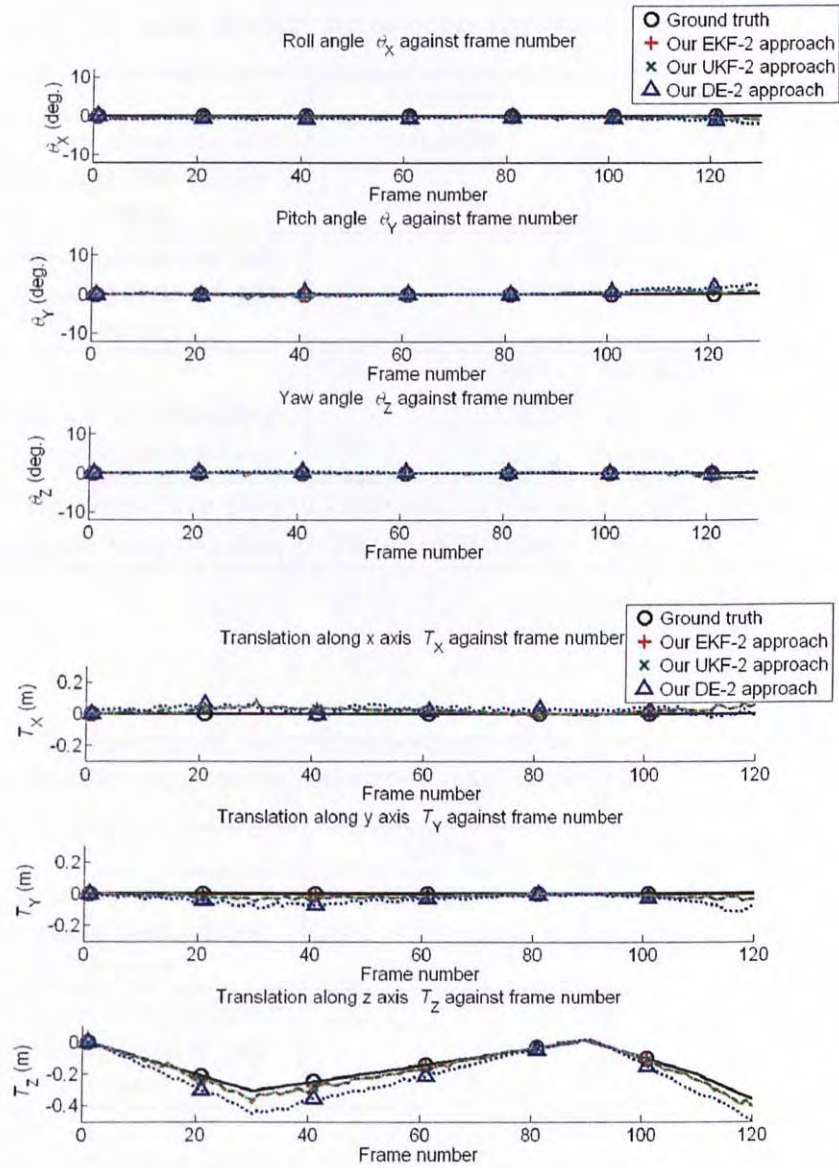 Roll angle θX against frame number
Ground truth
Our EKF-2 approach
Our UKF-2 approach
Our DE-2 approach
θX (deg.)
10
0
-10
0 20 40 60 80 100 120
Frame number
Pitch angle θY against frame number
θY (deg.)
10
0
-10
0 20 40 60 80 100 120
Frame number
Yaw angle θZ against frame number
θZ (deg.)
10
0
-10
0 20 40 60 80 100 120
Frame number
Translation along x axis TX against frame number
Ground truth
Our EKF-2 approach
Our UKF-2 approach
Our DE-2 approach
TX (m)
0.2
0
-0.2
0 20 40 60 80 100 120
Frame number
Translation along y axis TY against frame number
TY (m)
0.2
0
-0.2
0 20 40 60 80 100 120
Frame number
Translation along z axis TZ against frame number
TZ (m)
0
-0.2
-0.4
0 20 40 60 80 100 120
Frame number